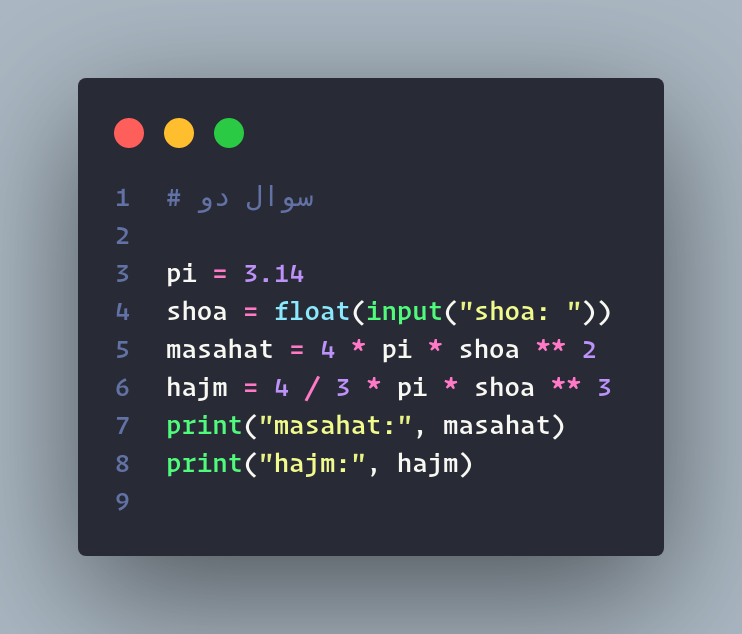 1 # سوال دو
2
3 pi = 3.14
4 shoa = float(input("shoa: "))
5 masahat = 4 * pi * shoa ** 2
6 hajm = 4 / 3 * pi * shoa ** 3
7 print("masahat:", masahat)
8 print("hajm:", hajm)
9